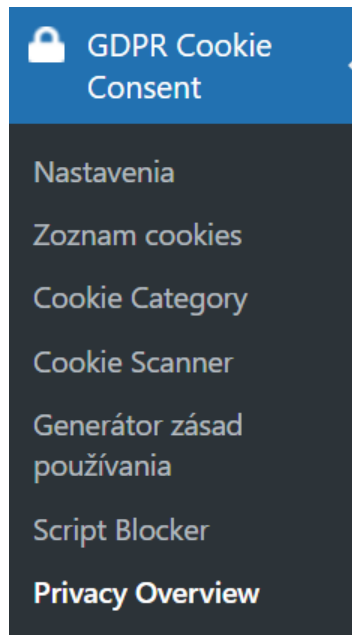 GDPR Cookie
Consent
Nastavenia
Zoznam cookies
Cookie Category
Cookie Scanner
Generátor zásad
používania
Script Blocker
Privacy Overview